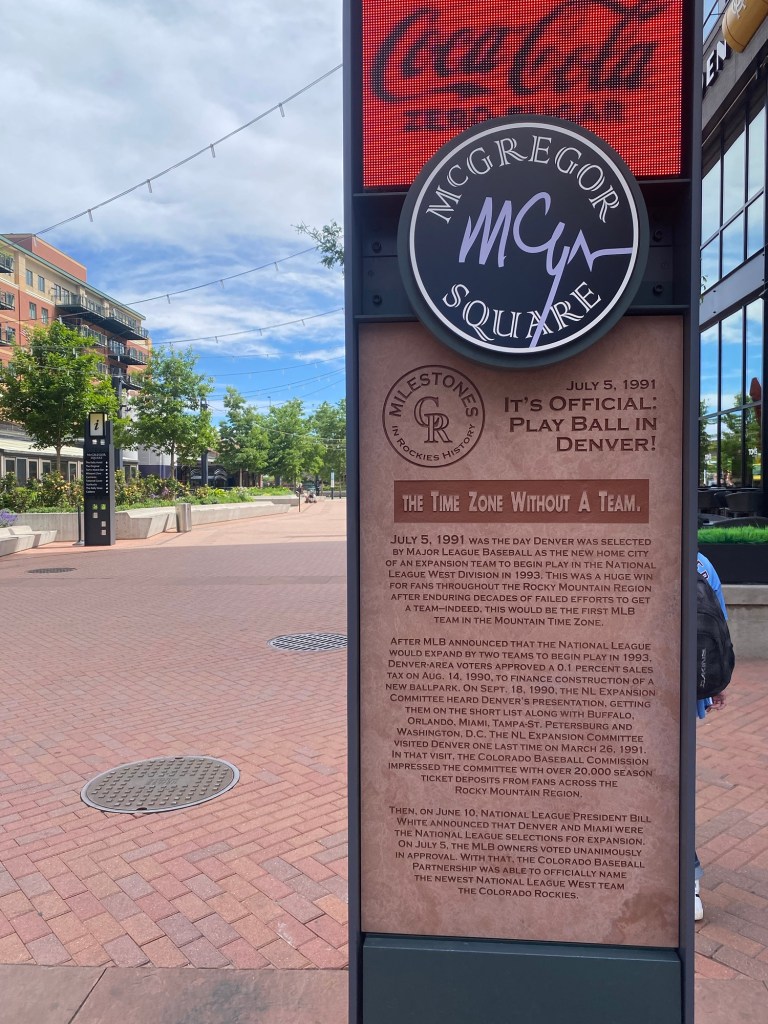 Coca-Cola
ZERO SUGAR
McGREGOR
McG
SQUARE
MILESTONES
CR
IN ROCKIES HISTORY
JULY 5, 1991
IT'S OFFICIAL:
PLAY BALL IN
DENVER!
THE TIME ZONE WITHOUT A TEAM.
JULY 5, 1991 WAS THE DAY DENVER WAS SELECTED
BY MAJOR LEAGUE BASEBALL AS THE NEW HOME CITY
OF AN EXPANSION TEAM TO BEGIN PLAY IN THE NATIONAL
LEAGUE WEST DIVISION IN 1993. THIS WAS A HUGE WIN
FOR FANS THROUGHOUT THE ROCKY MOUNTAIN REGION
AFTER ENDURING DECADES OF FAILED EFFORTS TO GET
A TEAM—INDEED, THIS WOULD BE THE FIRST MLB
TEAM IN THE MOUNTAIN TIME ZONE.
AFTER MLB ANNOUNCED THAT THE NATIONAL LEAGUE
WOULD EXPAND BY TWO TEAMS TO BEGIN PLAY IN 1993,
DENVER-AREA VOTERS APPROVED A 0.1 PERCENT SALES
TAX ON AUG. 14, 1990, TO FINANCE CONSTRUCTION OF A
NEW BALLPARK. ON SEPT. 18, 1990, THE NL EXPANSION
COMMITTEE HEARD DENVER'S PRESENTATION, GETTING
THEM ON THE SHORT LIST ALONG WITH BUFFALO,
ORLANDO, MIAMI, TAMPA-ST. PETERSBURG AND
WASHINGTON, D.C. THE NL EXPANSION COMMITTEE
VISITED DENVER ONE LAST TIME ON MARCH 26, 1991.
IN THAT VISIT, THE COLORADO BASEBALL COMMISSION
IMPRESSED THE COMMITTEE WITH OVER 20,000 SEASON
TICKET DEPOSITS FROM FANS ACROSS THE
ROCKY MOUNTAIN REGION.
THEN, ON JUNE 10, NATIONAL LEAGUE PRESIDENT BILL
WHITE ANNOUNCED THAT DENVER AND MIAMI WERE
THE NATIONAL LEAGUE SELECTIONS FOR EXPANSION.
ON JULY 5, THE MLB OWNERS VOTED UNANIMOUSLY
IN APPROVAL. WITH THAT, THE COLORADO BASEBALL
PARTNERSHIP WAS ABLE TO OFFICIALLY NAME
THE NEWEST NATIONAL LEAGUE WEST TEAM
THE COLORADO ROCKIES.
i